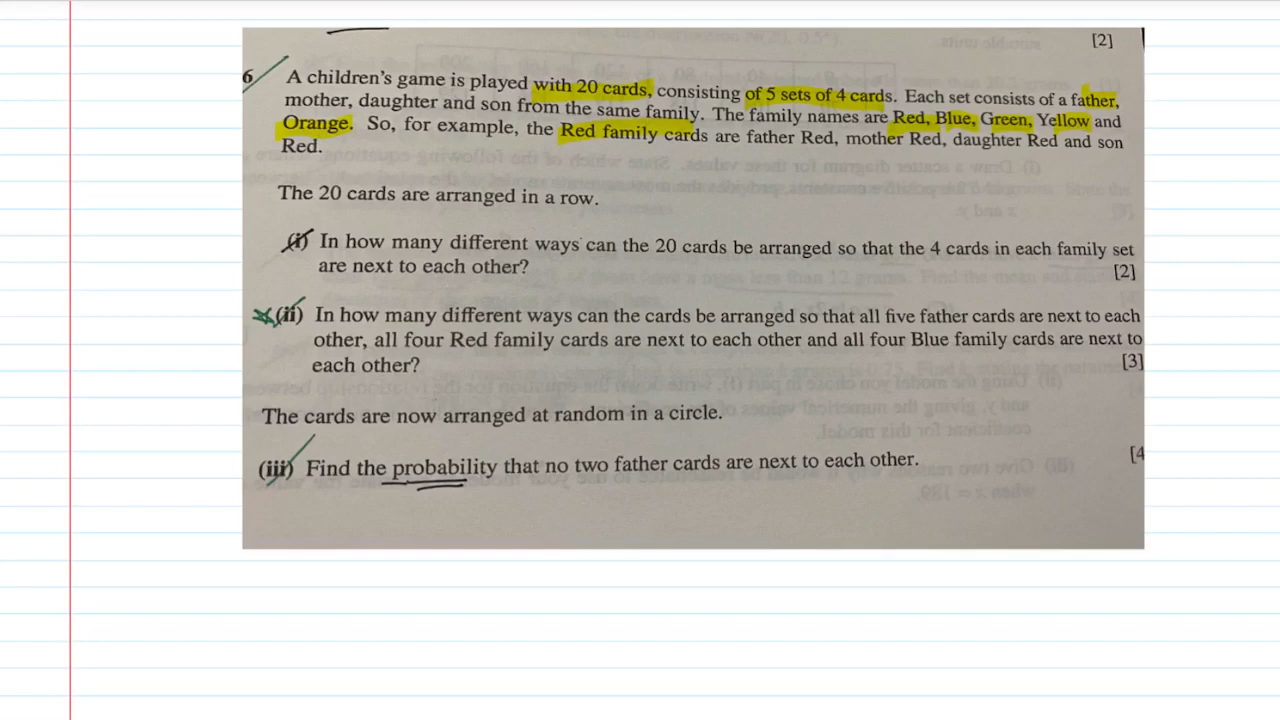 [2]
6 A children's game is played with 20 cards, consisting of 5 sets of 4 cards. Each set consists of a father,
mother, daughter and son from the same family. The family names are Red, Blue, Green, Yellow and
Orange. So, for example, the Red family cards are father Red, mother Red, daughter Red and son
Red.
The 20 cards are arranged in a row.
(i) In how many different ways can the 20 cards be arranged so that the 4 cards in each family set
are next to each other?
[2]
(ii) In how many different ways can the cards be arranged so that all five father cards are next to each
other, all four Red family cards are next to each other and all four Blue family cards are next to
each other?
[3]
The cards are now arranged at random in a circle.
(iii) Find the probability that no two father cards are next to each other.
[4